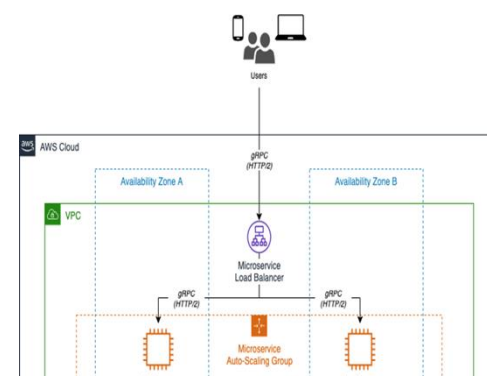 Users
aws
AWS Cloud
gRPC
(HTTP/2)
Availability Zone A
Availability Zone B
VPC
Microservice
Load Balancer
gRPC
(HTTP/2)
gRPC
(HTTP/2)
Microservice
Auto-Scaling Group